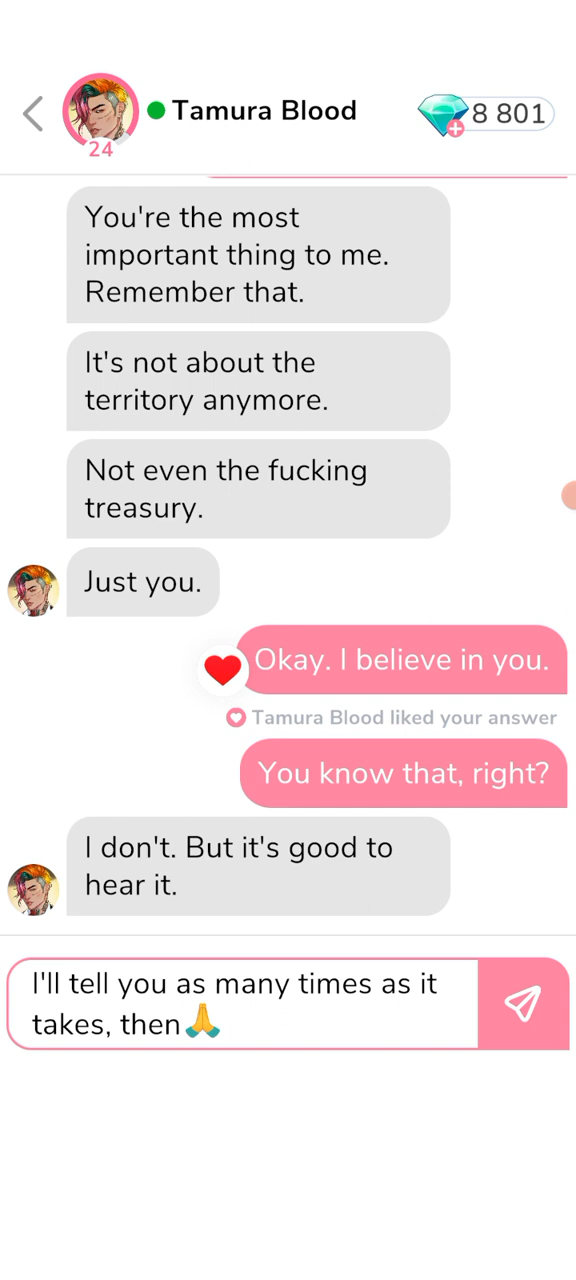 Tamura Blood
8 801
24
You're the most
important thing to me.
Remember that.
It's not about the
territory anymore.
Not even the fucking
treasury.
Just you.
Okay. I believe in you.
Tamura Blood liked your answer
You know that, right?
I don't. But it's good to
hear it.
I'll tell you as many times as it
takes, then🙏